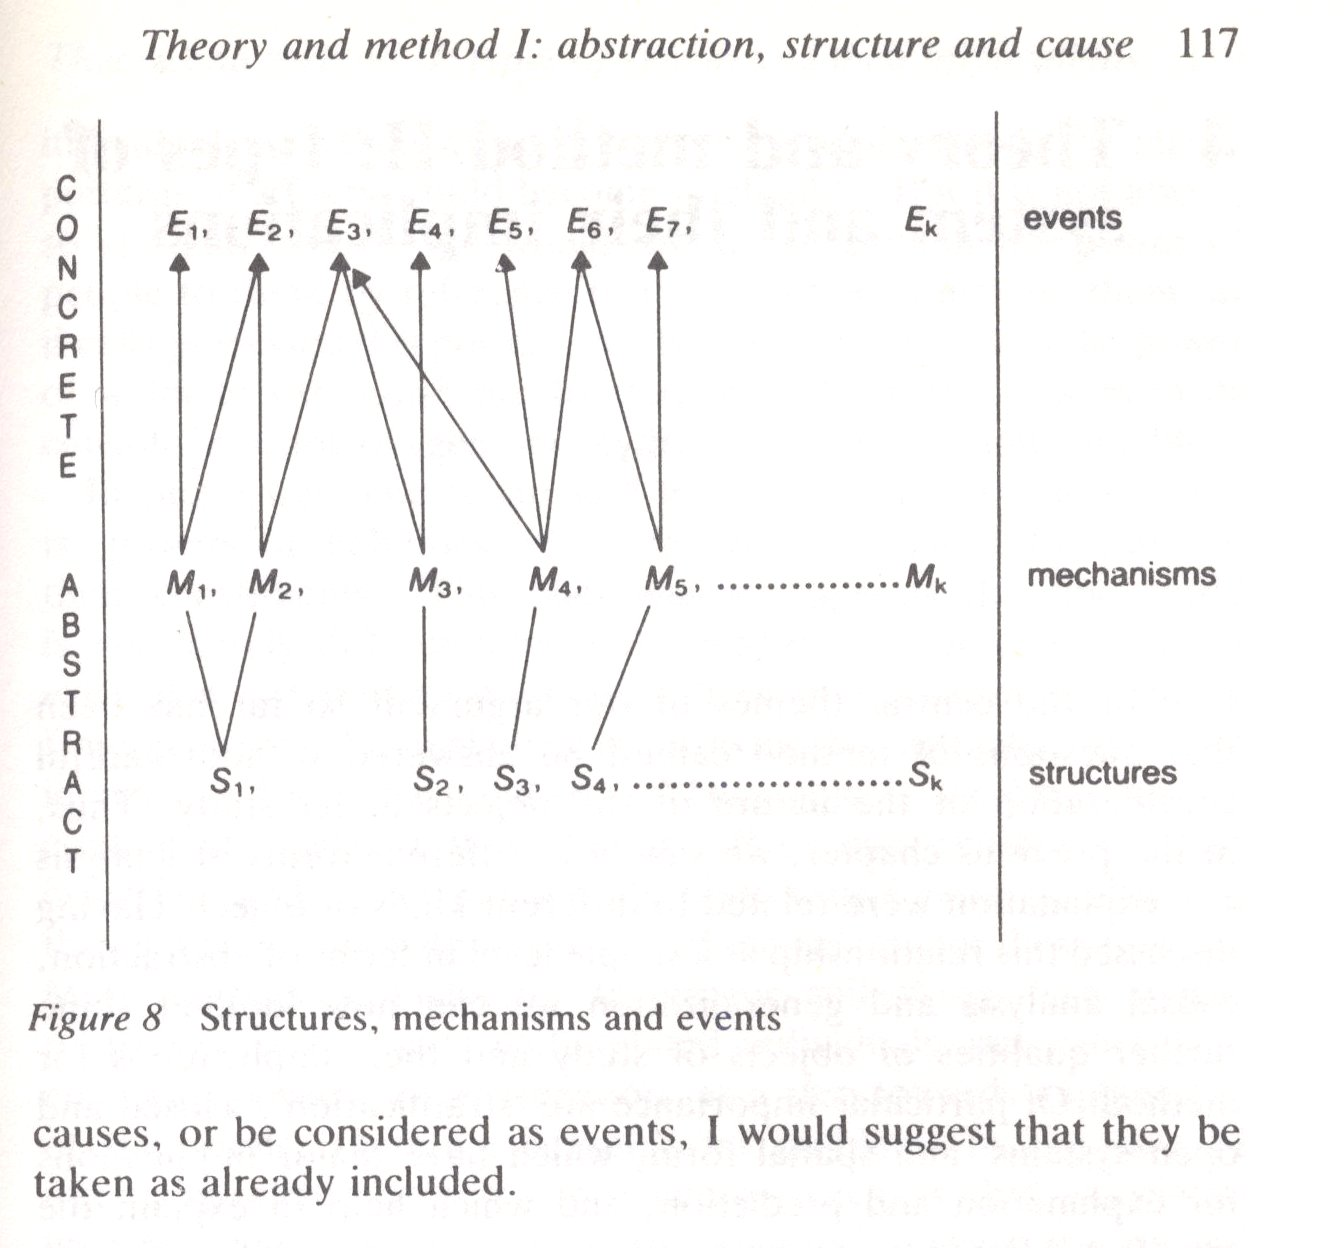 Theory and method I: abstraction, structure and cause 117
CONCRETE
E1, E2, E3, E4, E5, E6, E7, Ek events
ABSTRACT
M1, M2, M3, M4, M5, ................Mk mechanisms
S1, S2, S3, S4, .......................Sk structures
Figure 8 Structures, mechanisms and events
causes, or be considered as events, I would suggest that they be
taken as already included.